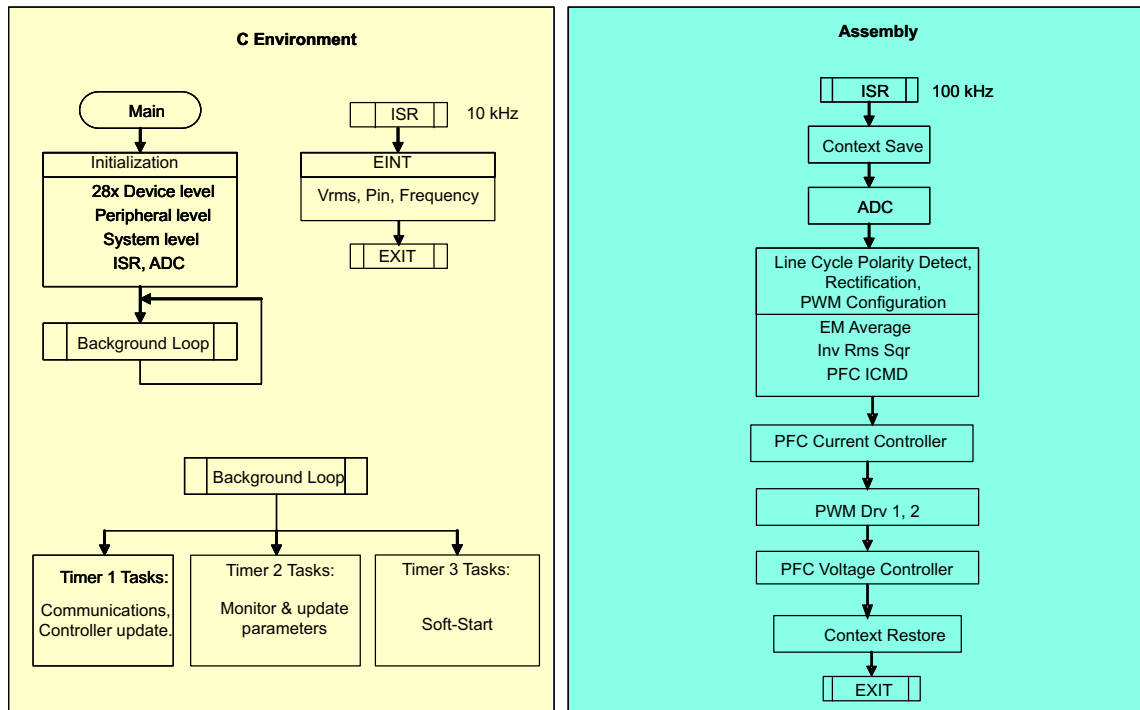 C Environment
Main
Initialization
28x Device level
Peripheral level
System level
ISR, ADC
Background Loop
ISR
10 kHz
EINT
Vrms, Pin, Frequency
EXIT
Background Loop
Timer 1 Tasks:
Communications,
Controller update.
Timer 2 Tasks:
Monitor & update
parameters
Timer 3 Tasks:
Soft-Start
Assembly
ISR
100 kHz
Context Save
ADC
Line Cycle Polarity Detect,
Rectification,
PWM Configuration
EM Average
Inv Rms Sqr
PFC ICMD
PFC Current Controller
PWM Drv 1, 2
PFC Voltage Controller
Context Restore
EXIT